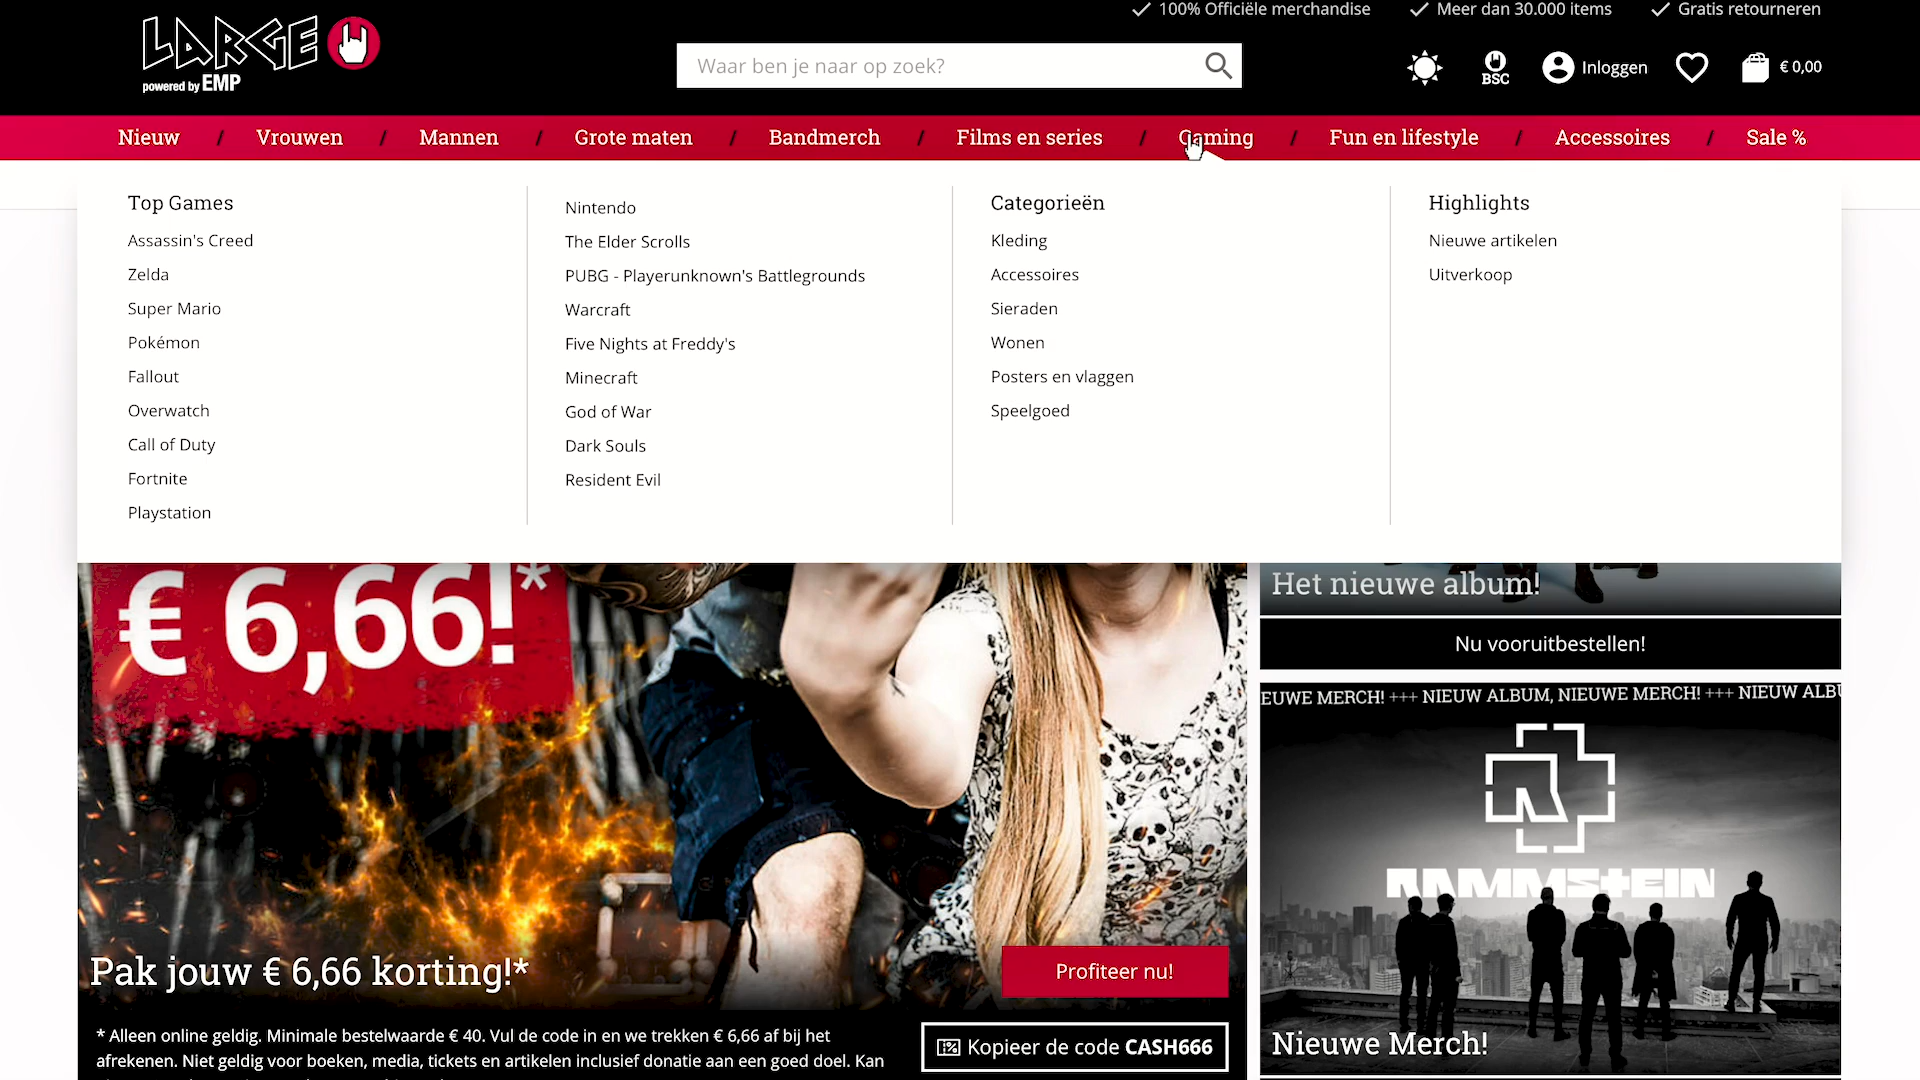 100% Officiële merchandise
Meer dan 30.000 items
Gratis retourneren
LARGE
powered by EMP
Waar ben je naar op zoek?
BSC
Inloggen
€ 0,00
Nieuw / Vrouwen / Mannen / Grote maten / Bandmerch / Films en series / Gaming / Fun en lifestyle / Accessoires / Sale %
Top Games
Assassin's Creed
Zelda
Super Mario
Pokémon
Fallout
Overwatch
Call of Duty
Fortnite
Playstation
Nintendo
The Elder Scrolls
PUBG - Playerunknown's Battlegrounds
Warcraft
Five Nights at Freddy's
Minecraft
God of War
Dark Souls
Resident Evil
Categorieën
Kleding
Accessoires
Sieraden
Wonen
Posters en vlaggen
Speelgoed
Highlights
Nieuwe artikelen
Uitverkoop
€ 6,66!*
Pak jouw € 6,66 korting!*
Profiteer nu!
* Alleen online geldig. Minimale bestelwaarde € 40. Vul de code in en we trekken € 6,66 af bij het
afrekenen. Niet geldig voor boeken, media, tickets en artikelen inclusief donatie aan een goed doel. Kan
Kopieer de code CASH666
Het nieuwe album!
Nu vooruitbestellen!
EUWE MERCH! +++ NIEUW ALBUM, NIEUWE MERCH! +++ NIEUW ALBU
RAMMSTEIN
Nieuwe Merch!